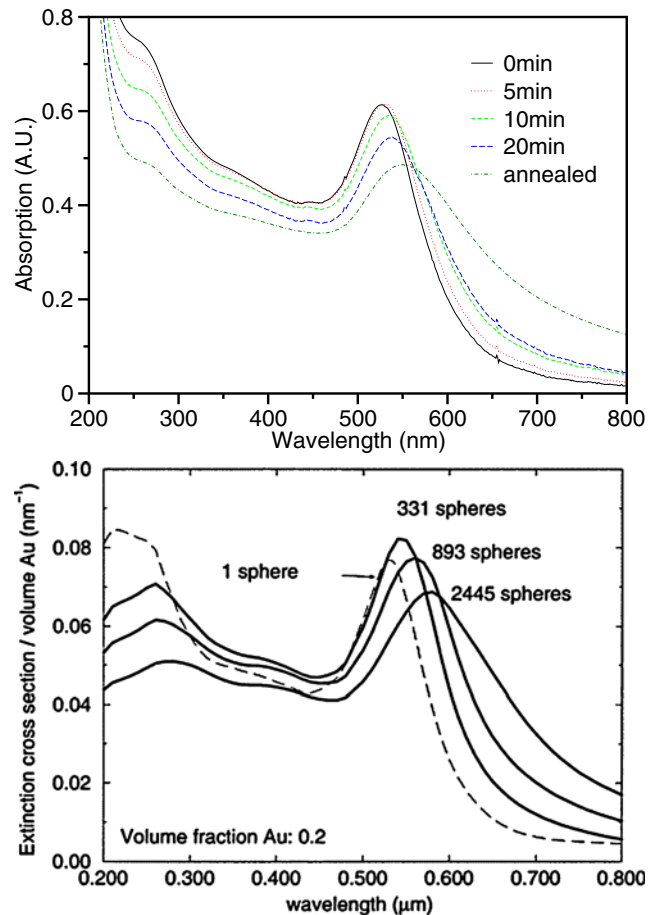 0.8
0.6
0.4
0.2
0
Absorption (A.U.)
0min
5min
10min
20min
annealed
200 300 400 500 600 700 800
Wavelength (nm)
0.10
0.08
0.06
0.04
0.02
0.00
Extinction cross section / volume Au (nm⁻¹)
331 spheres
893 spheres
1 sphere
2445 spheres
Volume fraction Au: 0.2
0.200 0.300 0.400 0.500 0.600 0.700 0.800
wavelength (μm)